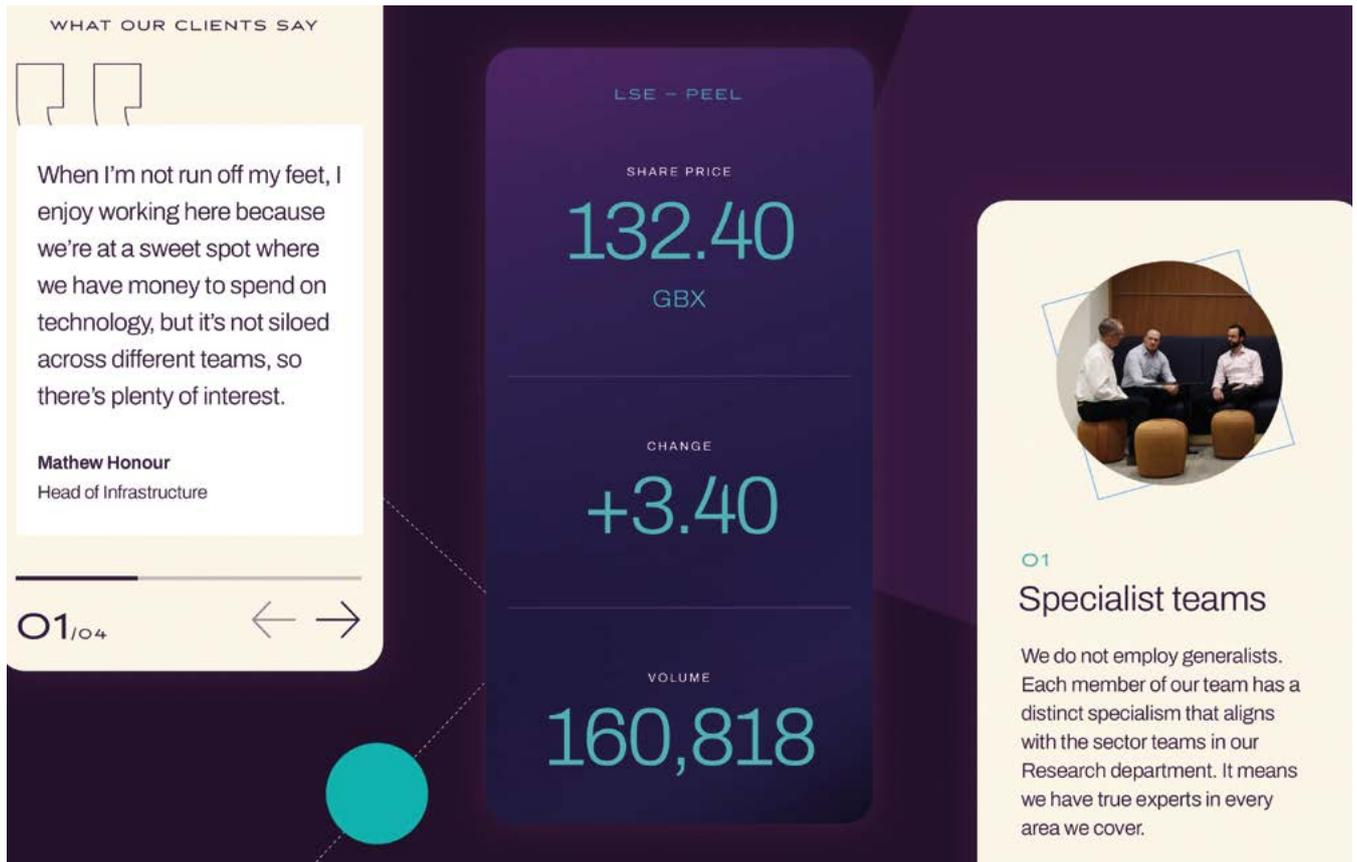 WHAT OUR CLIENTS SAY
When I’m not run off my feet, I
enjoy working here because
we’re at a sweet spot where
we have money to spend on
technology, but it’s not siloed
across different teams, so
there’s plenty of interest.
Mathew Honour
Head of Infrastructure
01/04
LSE – PEEL
SHARE PRICE
132.40
GBX
CHANGE
+3.40
VOLUME
160,818
01
Specialist teams
We do not employ generalists.
Each member of our team has a
distinct specialism that aligns
with the sector teams in our
Research department. It means
we have true experts in every
area we cover.